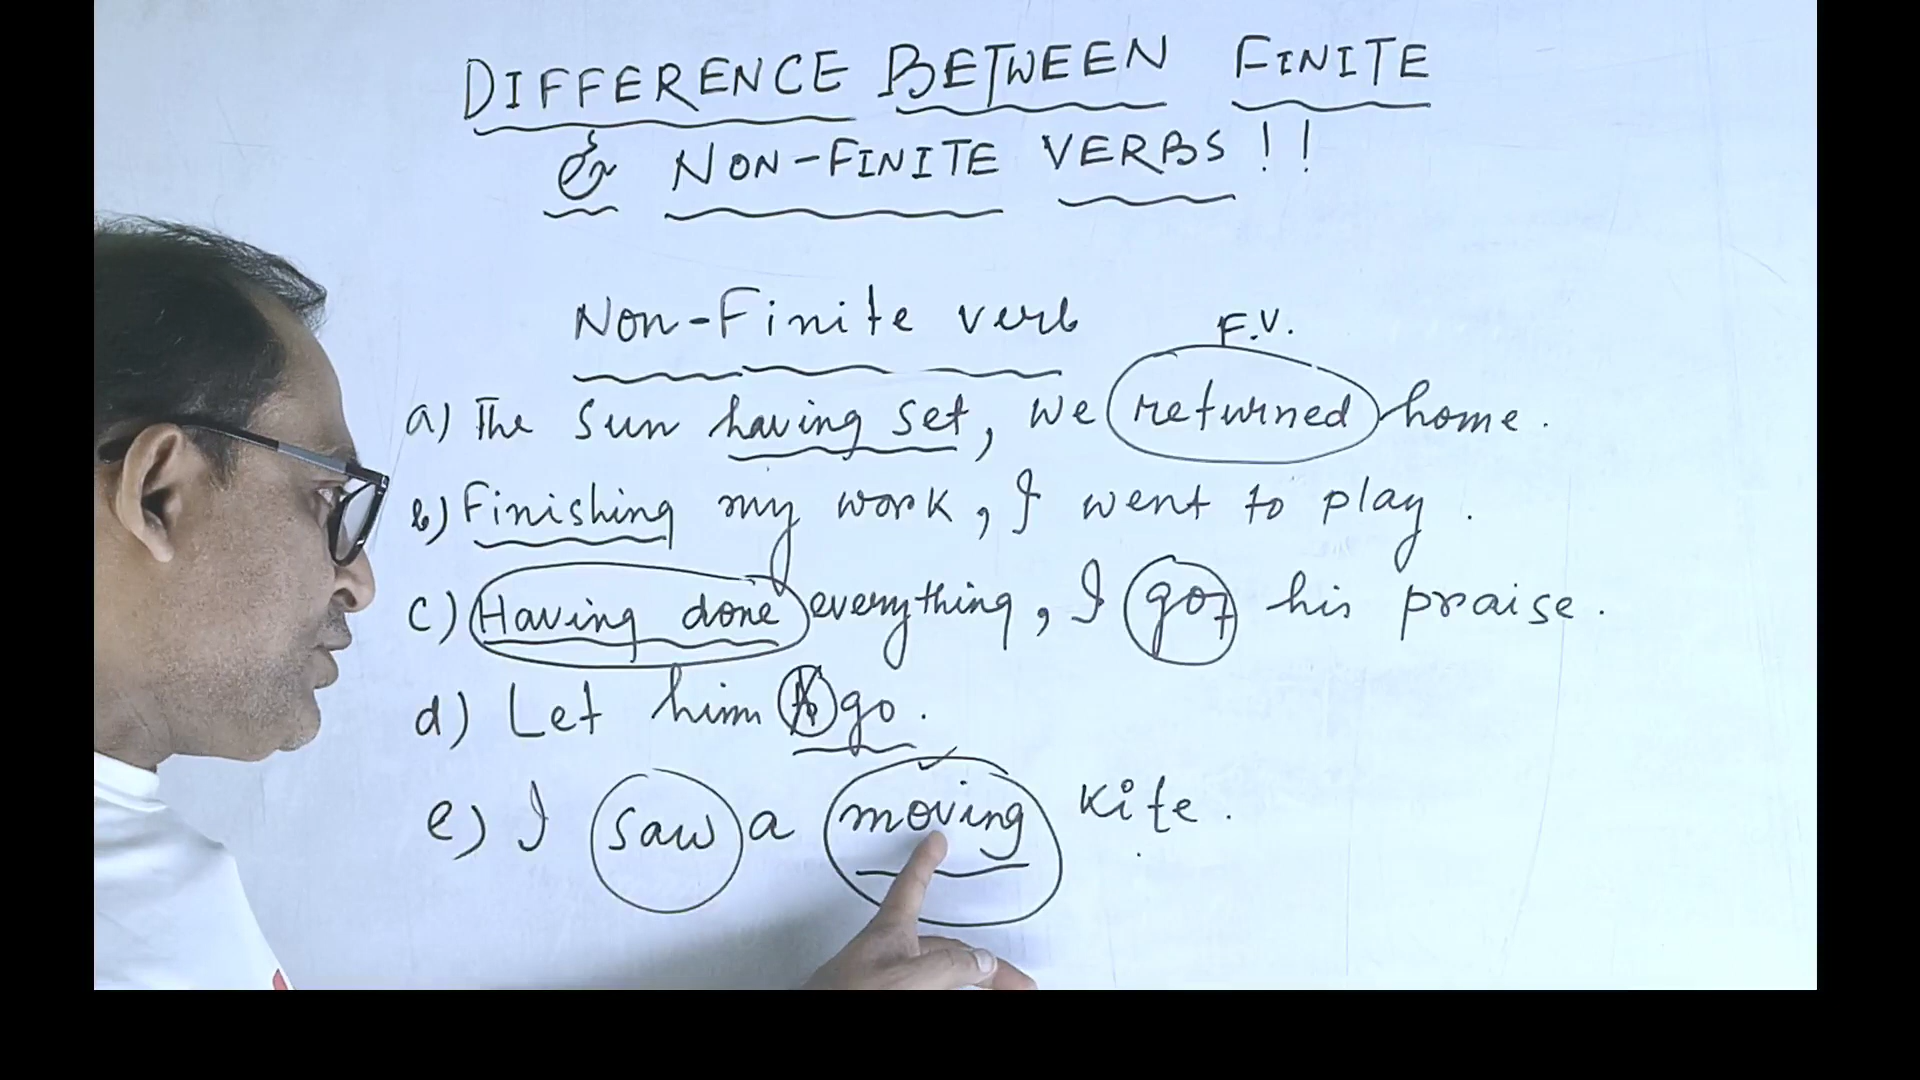 DIFFERENCE BETWEEN FINITE
& NON-FINITE VERBS!!
Non-Finite verb
F.V.
a) The sun having set, we returned home.
b) Finishing my work, I went to play.
c) Having done everything, I got his praise.
d) Let him go.
e) I saw a moving kite.